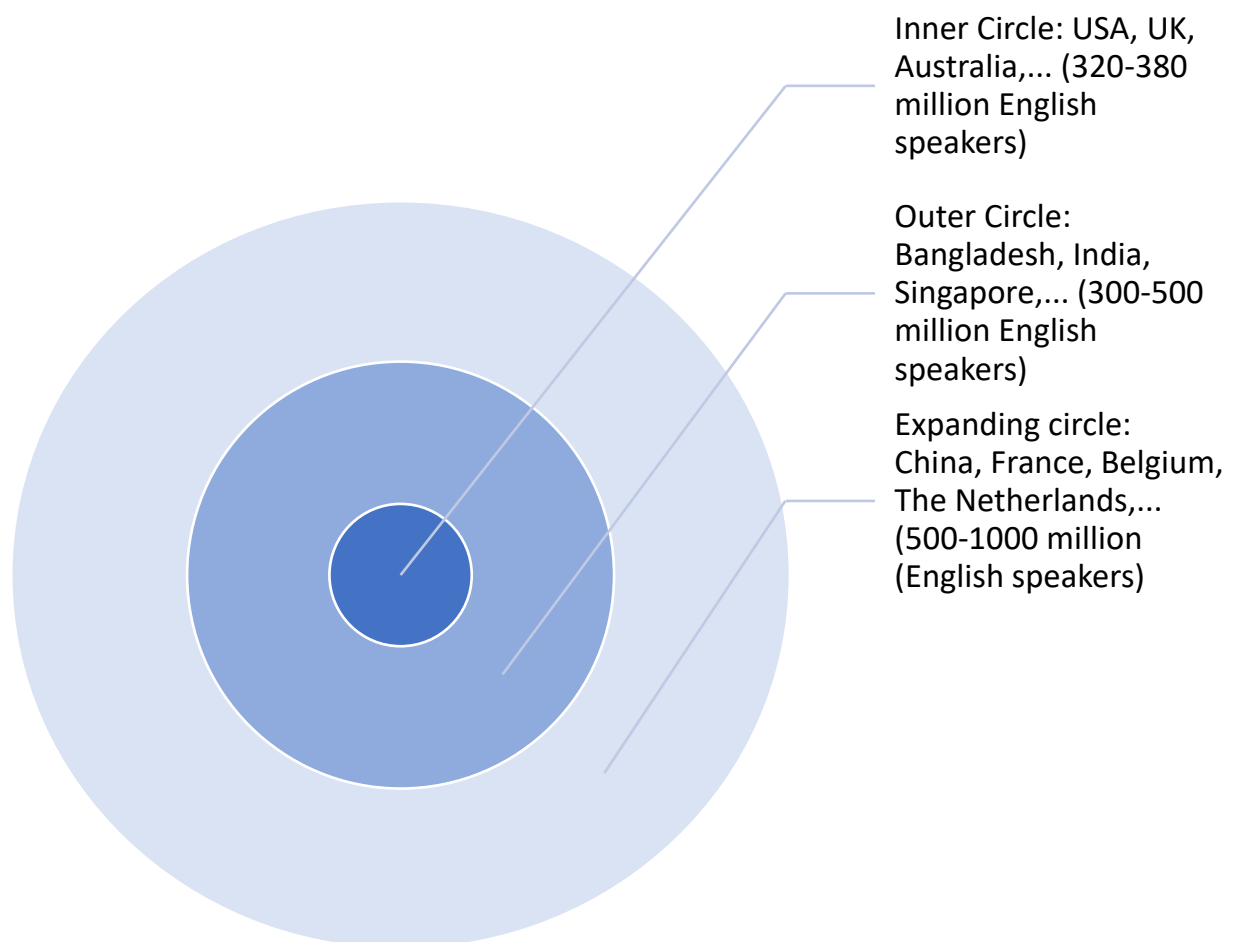 Inner Circle: USA, UK,
Australia,... (320-380
million English
speakers)
Outer Circle:
Bangladesh, India,
Singapore,... (300-500
million English
speakers)
Expanding circle:
China, France, Belgium,
The Netherlands,...
(500-1000 million
(English speakers)